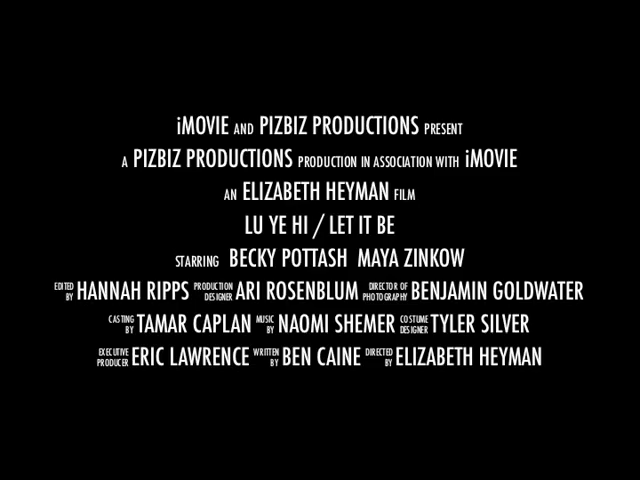 iMOVIE AND PIZBIZ PRODUCTIONS PRESENT
A PIZBIZ PRODUCTIONS PRODUCTION IN ASSOCIATION WITH iMOVIE
AN ELIZABETH HEYMAN FILM
LU YE HI / LET IT BE
STARRING BECKY POTTASH MAYA ZINKOW
EDITED BY HANNAH RIPPS PRODUCTION DESIGNER ARI ROSENBLUM DIRECTOR OF PHOTOGRAPHY BENJAMIN GOLDWATER
CASTING BY TAMAR CAPLAN MUSIC BY NAOMI SHEMER COSTUME DESIGNER TYLER SILVER
EXECUTIVE PRODUCER ERIC LAWRENCE WRITTEN BY BEN CAINE DIRECTED BY ELIZABETH HEYMAN